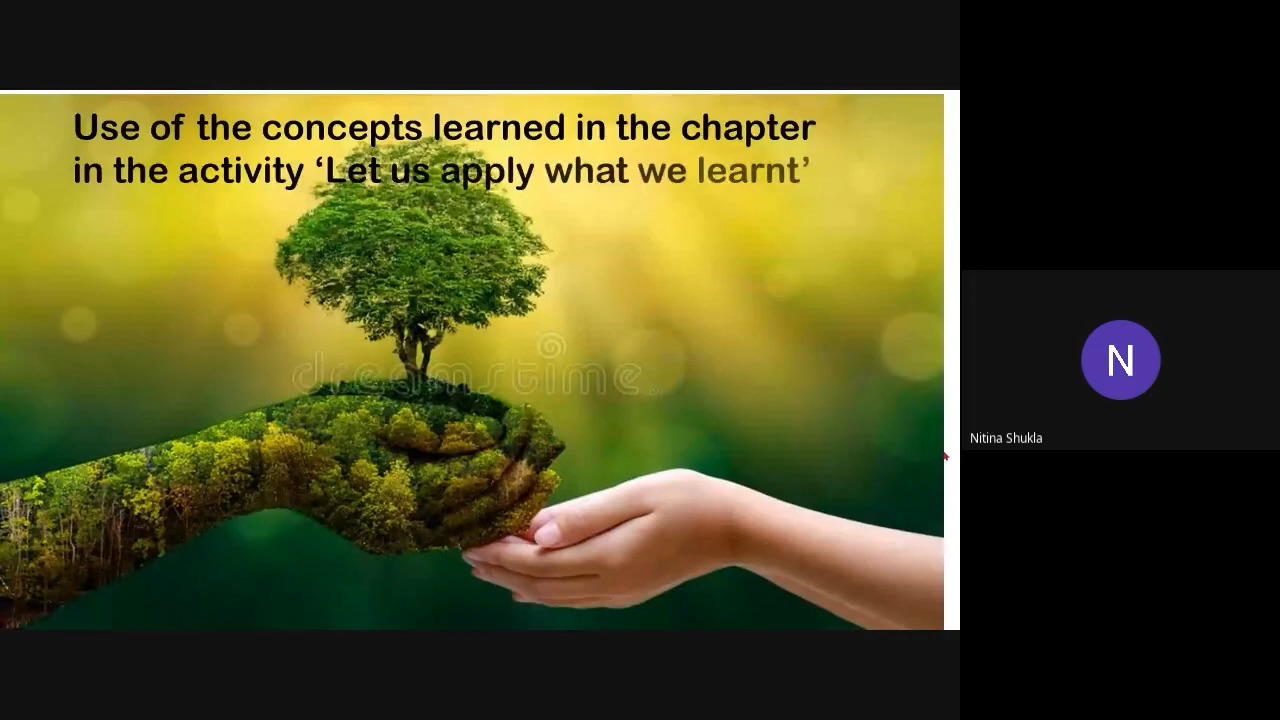 Use of the concepts learned in the chapter
in the activity ‘Let us apply what we learnt’
dreamstime.
N
Nitina Shukla